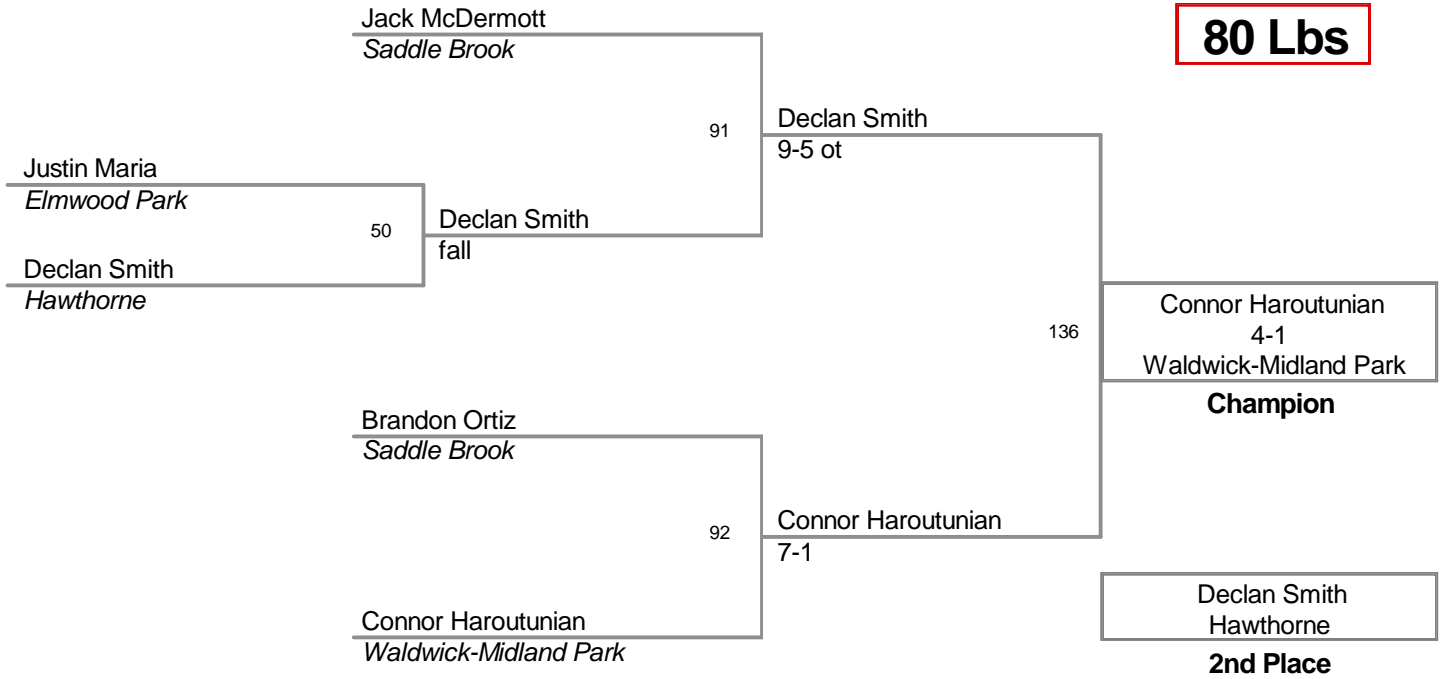 Jack McDermott
Saddle Brook
80 Lbs
91
Declan Smith
9-5 ot
Justin Maria
Elmwood Park
50
Declan Smith
fall
Declan Smith
Hawthorne
136
Connor Haroutunian
4-1
Waldwick-Midland Park
Champion
Brandon Ortiz
Saddle Brook
92
Connor Haroutunian
7-1
Connor Haroutunian
Waldwick-Midland Park
Declan Smith
Hawthorne
2nd Place